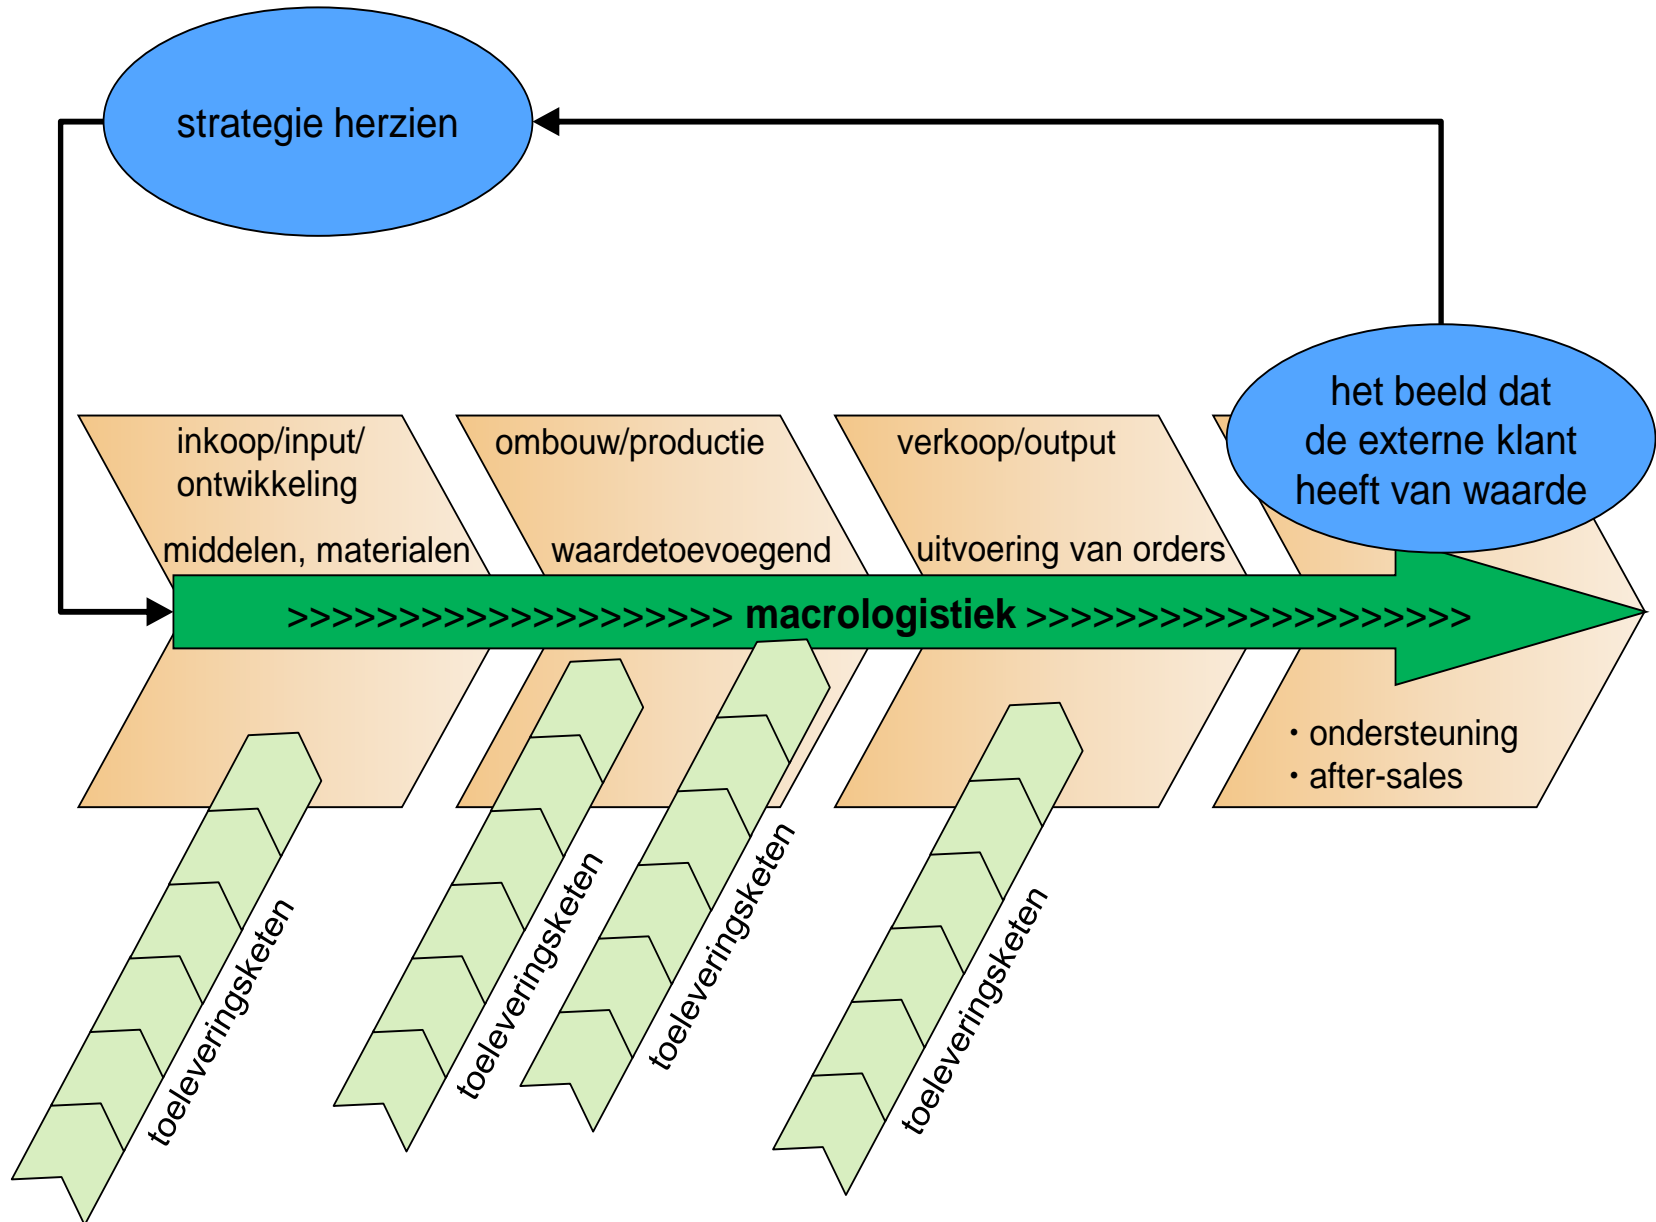 strategie herzien
het beeld dat
de externe klant
heeft van waarde
inkoop/input/
ontwikkeling
middelen, materialen
ombouw/productie
waardetoevoegend
verkoop/output
uitvoering van orders
>>>>>>>>>>>>>>>>>>>> macrologistiek >>>>>>>>>>>>>>>>>>>>
• ondersteuning
• after-sales
toeleveringsketen
toeleveringsketen
toeleveringsketen
toeleveringsketen